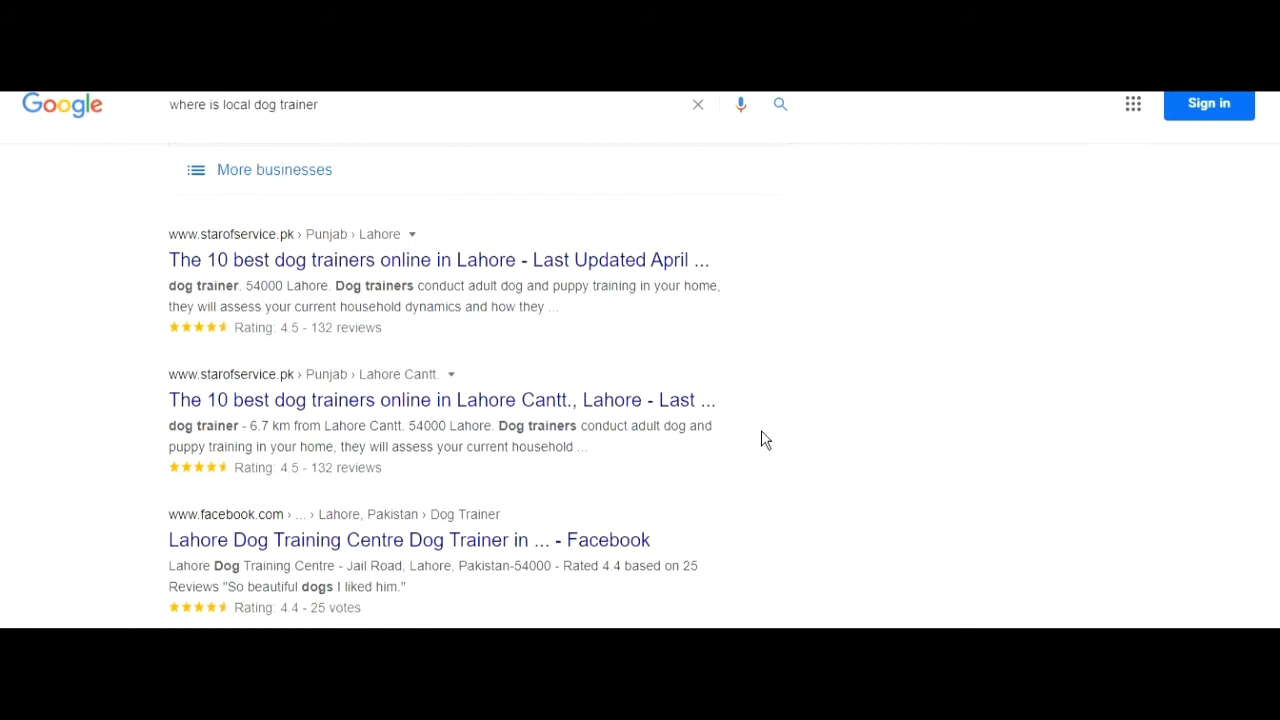 Google
where is local dog trainer
Sign in
More businesses
www.starofservice.pk › Punjab › Lahore
The 10 best dog trainers online in Lahore - Last Updated April ...
dog trainer. 54000 Lahore. Dog trainers conduct adult dog and puppy training in your home,
they will assess your current household dynamics and how they ...
Rating: 4.5 - 132 reviews
www.starofservice.pk › Punjab › Lahore Cantt.
The 10 best dog trainers online in Lahore Cantt., Lahore - Last ...
dog trainer - 6.7 km from Lahore Cantt. 54000 Lahore. Dog trainers conduct adult dog and
puppy training in your home, they will assess your current household ...
Rating: 4.5 - 132 reviews
www.facebook.com › ... › Lahore, Pakistan › Dog Trainer
Lahore Dog Training Centre Dog Trainer in ... - Facebook
Lahore Dog Training Centre - Jail Road, Lahore, Pakistan-54000 - Rated 4.4 based on 25
Reviews "So beautiful dogs I liked him."
Rating: 4.4 - 25 votes